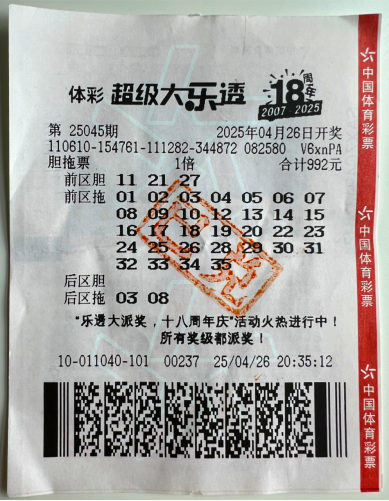 体彩 超级大乐透 18周年 2007-2025
第 25045期 2025年04月26日开奖
110610-154761-111282-344872 082580 V6xnPA
胆拖票 1倍 合计992元
前区胆 11 21 27
前区拖 01 02 03 04 05 06 07
08 09 10 12 13 14 15
16 17 18 19 20 22 23
24 25 26 28 29 30 31
32 33 34 35
后区胆
后区拖 03 08
“乐透大派奖，十八周年庆”活动火热进行中！
所有奖级都派奖！
10-011040-101 00237 25/04/26 20:35:12
中国体育彩票
中国体育彩票
中国体育彩票